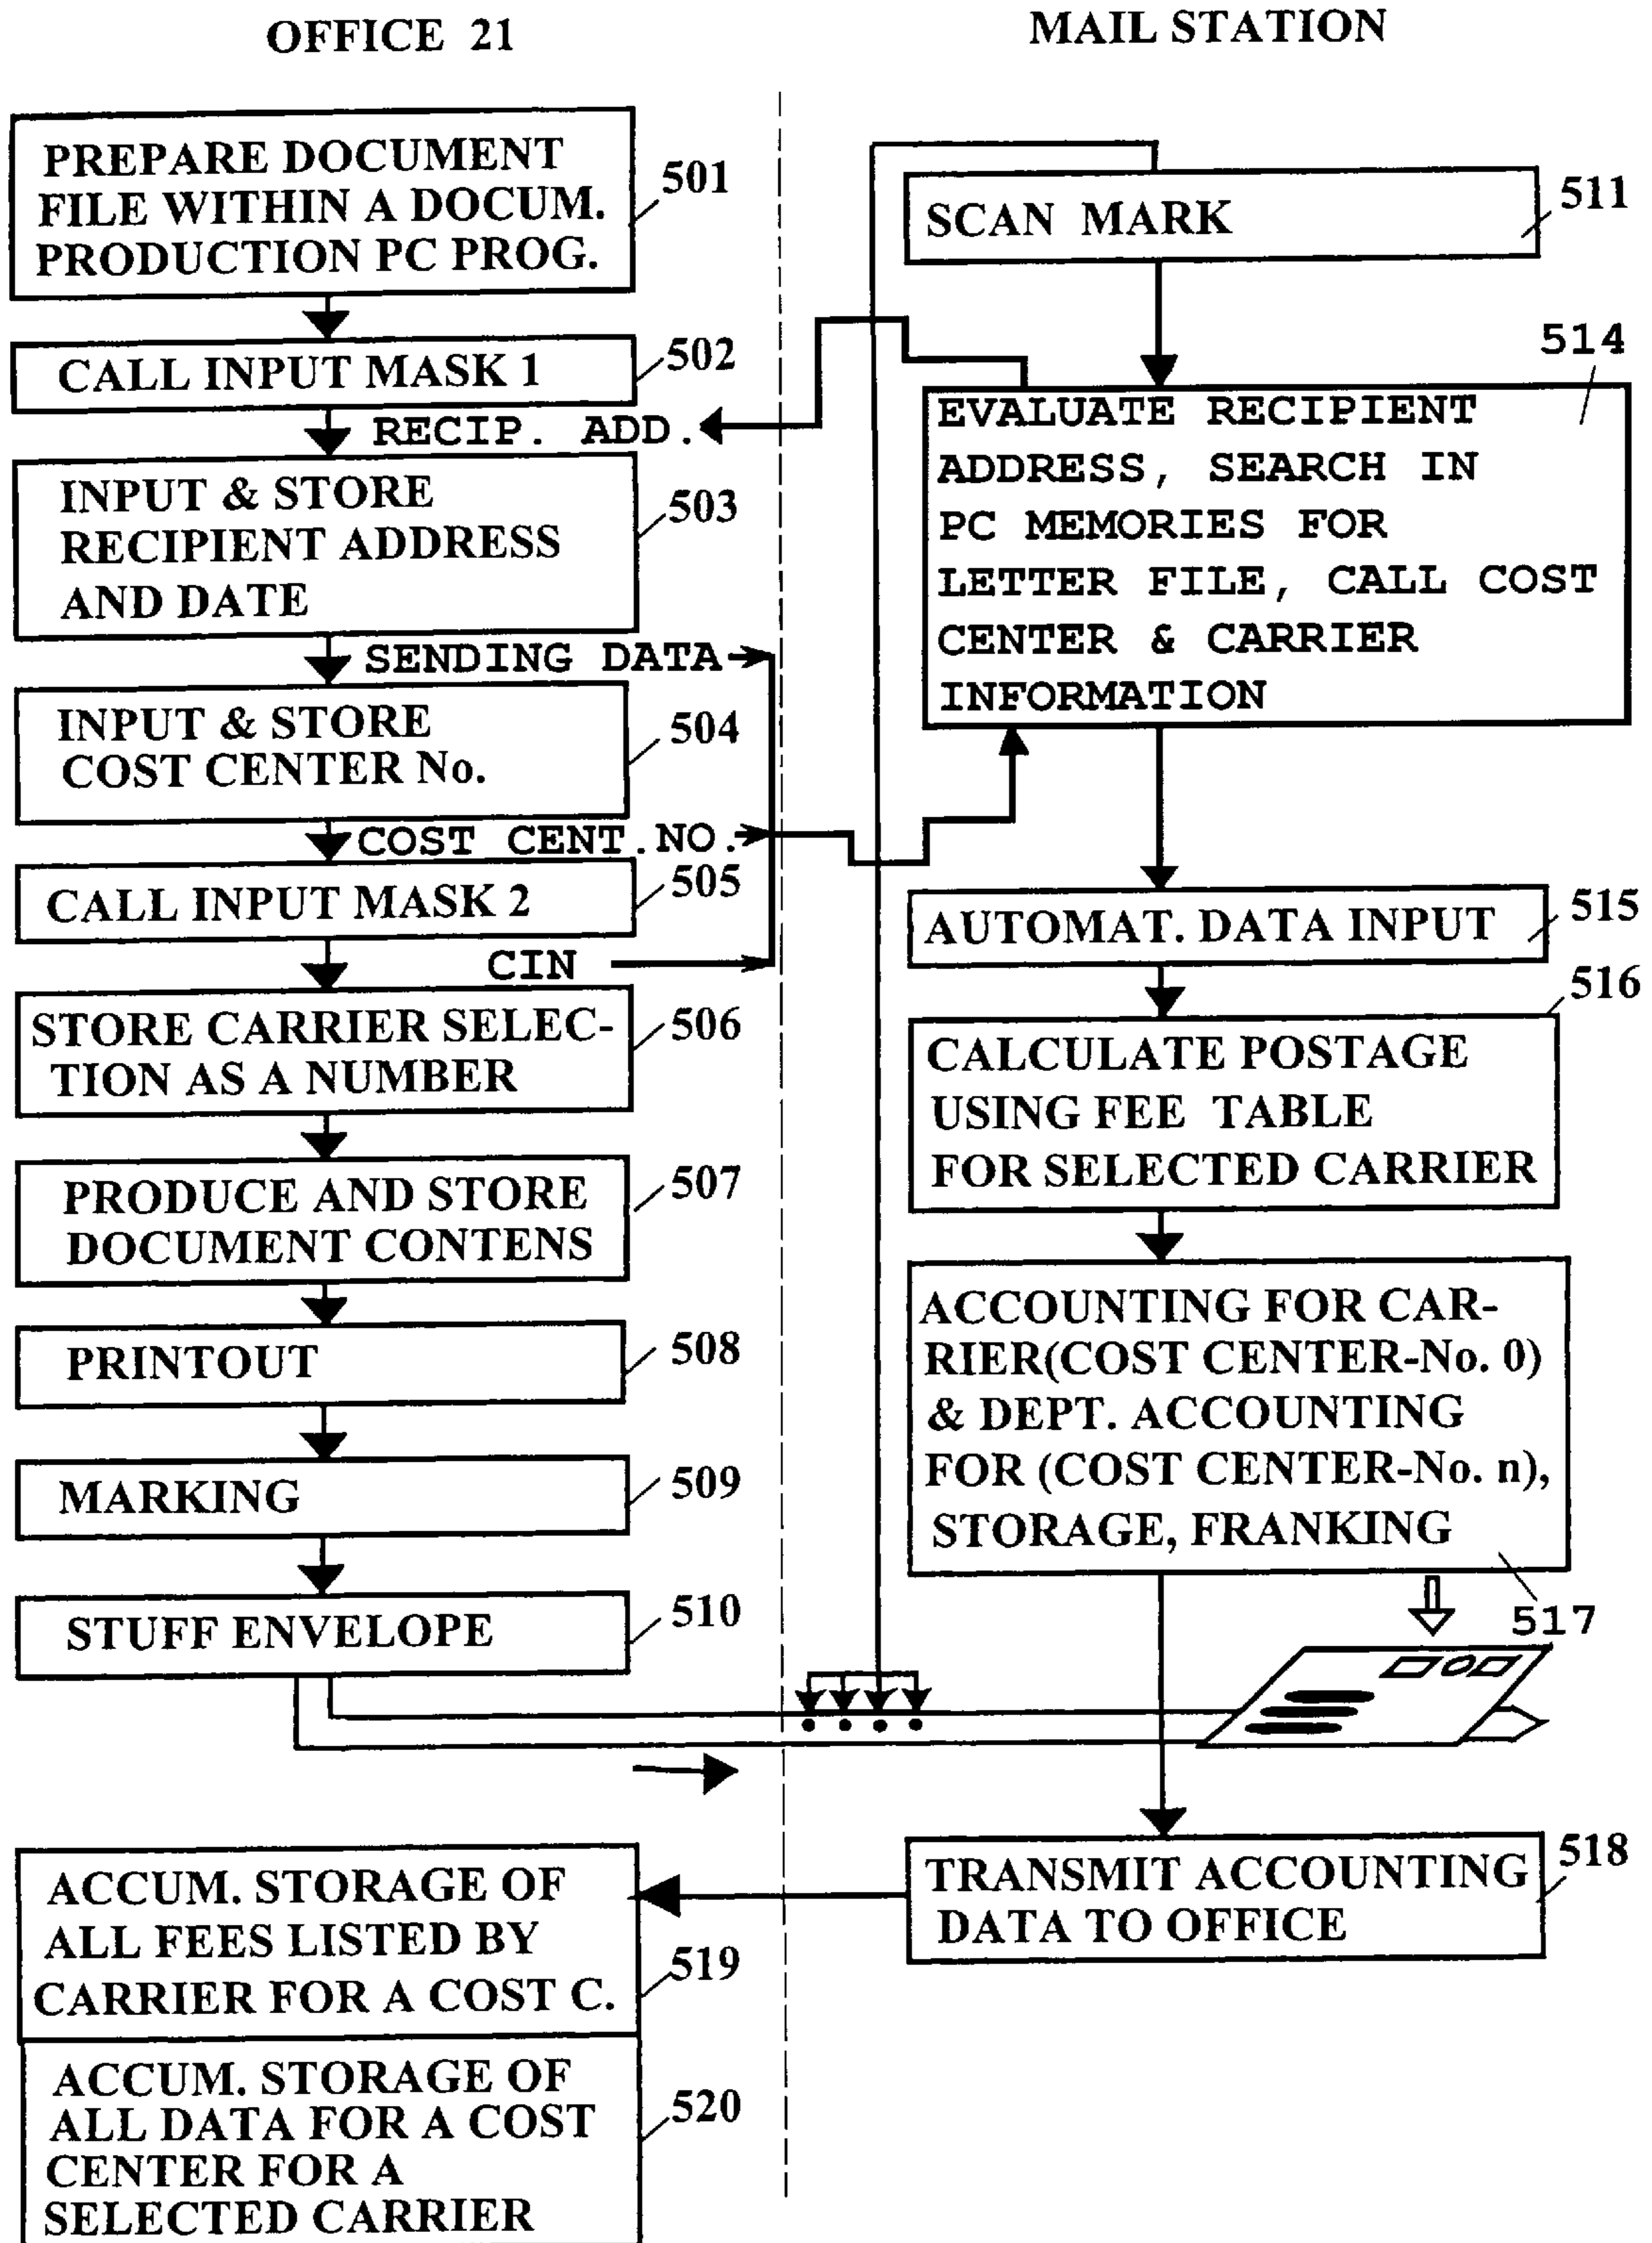 OFFICE 21
PREPARE DOCUMENT
FILE WITHIN A DOCUM.
PRODUCTION PC PROG.
501
CALL INPUT MASK 1
502
RECIP. ADD.
INPUT & STORE
RECIPIENT ADDRESS
AND DATE
503
SENDING DATA
INPUT & STORE
COST CENTER No.
504
COST CENT.NO.
CALL INPUT MASK 2
505
CIN
STORE CARRIER SELEC-
TION AS A NUMBER
506
PRODUCE AND STORE
DOCUMENT CONTENS
507
PRINTOUT
508
MARKING
509
STUFF ENVELOPE
510
ACCUM. STORAGE OF
ALL FEES LISTED BY
CARRIER FOR A COST C.
519
ACCUM. STORAGE OF
ALL DATA FOR A COST
CENTER FOR A
SELECTED CARRIER
520
MAIL STATION
SCAN MARK
511
514
EVALUATE RECIPIENT
ADDRESS, SEARCH IN
PC MEMORIES FOR
LETTER FILE, CALL COST
CENTER & CARRIER
INFORMATION
AUTOMAT. DATA INPUT
515
516
CALCULATE POSTAGE
USING FEE TABLE
FOR SELECTED CARRIER
ACCOUNTING FOR CAR-
RIER(COST CENTER-No. 0)
& DEPT. ACCOUNTING
FOR (COST CENTER-No. n),
STORAGE, FRANKING
517
TRANSMIT ACCOUNTING
DATA TO OFFICE
518